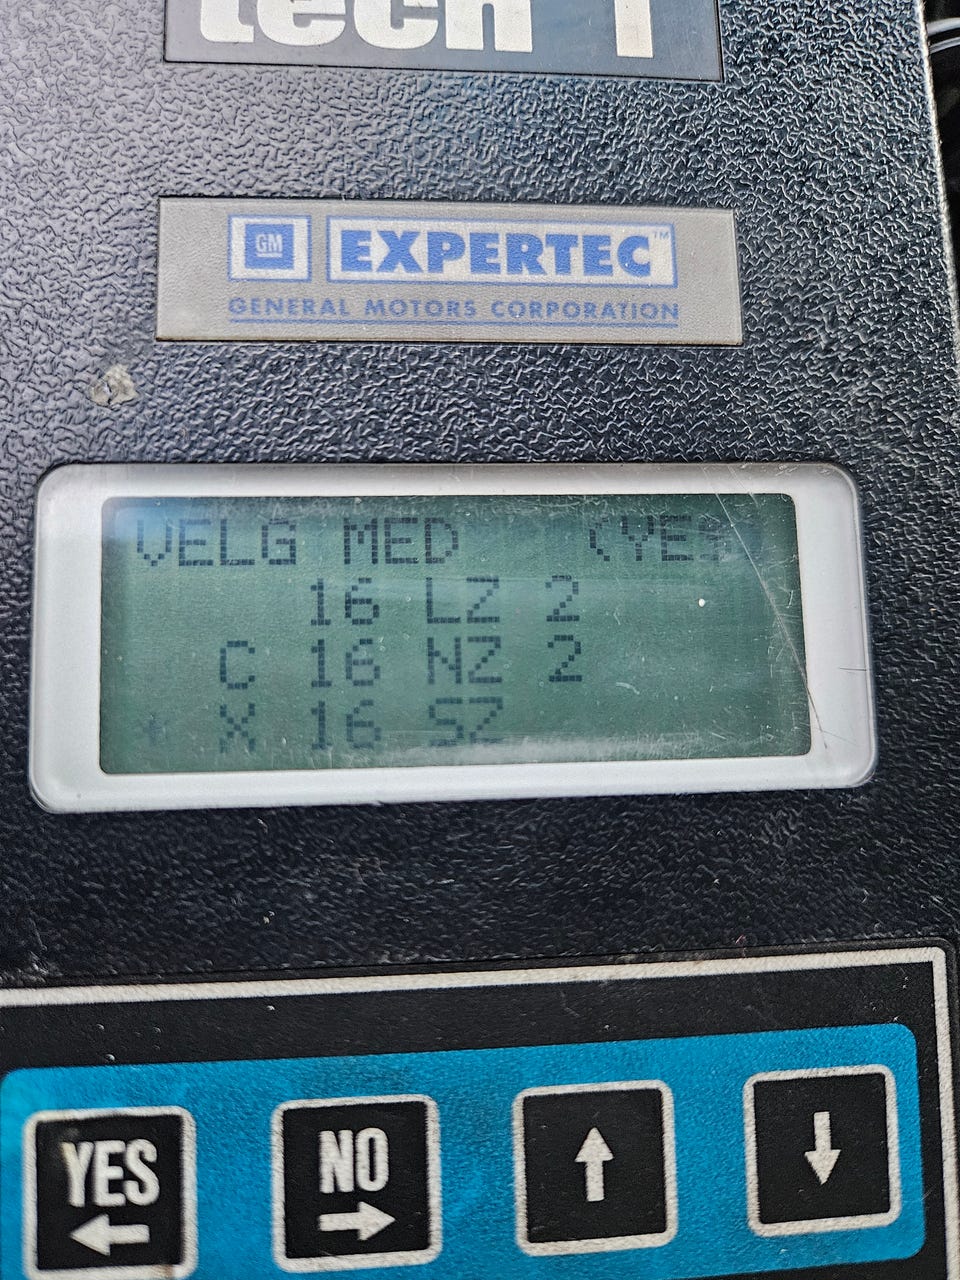 tech 1
GM EXPERTEC™
GENERAL MOTORS CORPORATION
VELG MED (YES
16 LZ 2
C 16 NZ 2
* X 16 SZ
YES NO ↑ ↓
← →